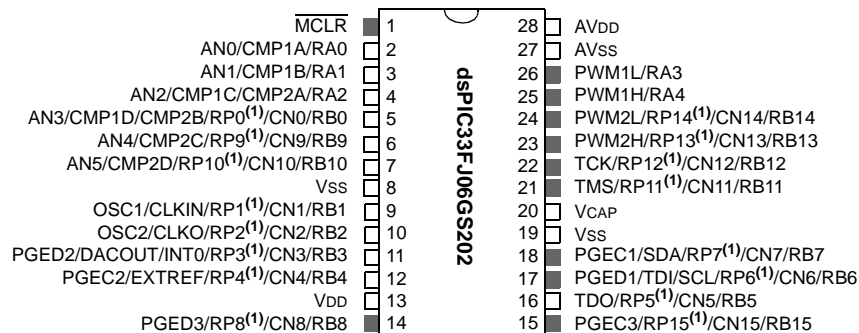 MCLR 1 28 AVDD
AN0/CMP1A/RA0 2 27 AVSS
AN1/CMP1B/RA1 3 26 PWM1L/RA3
AN2/CMP1C/CMP2A/RA2 4 25 PWM1H/RA4
AN3/CMP1D/CMP2B/RP0(1)/CN0/RB0 5 24 PWM2L/RP14(1)/CN14/RB14
AN4/CMP2C/RP9(1)/CN9/RB9 6 23 PWM2H/RP13(1)/CN13/RB13
AN5/CMP2D/RP10(1)/CN10/RB10 7 22 TCK/RP12(1)/CN12/RB12
VSS 8 21 TMS/RP11(1)/CN11/RB11
OSC1/CLKIN/RP1(1)/CN1/RB1 9 20 VCAP
OSC2/CLKO/RP2(1)/CN2/RB2 10 19 VSS
PGED2/DACOUT/INT0/RP3(1)/CN3/RB3 11 18 PGEC1/SDA/RP7(1)/CN7/RB7
PGEC2/EXTREF/RP4(1)/CN4/RB4 12 17 PGED1/TDI/SCL/RP6(1)/CN6/RB6
VDD 13 16 TDO/RP5(1)/CN5/RB5
PGED3/RP8(1)/CN8/RB8 14 15 PGEC3/RP15(1)/CN15/RB15
dsPIC33FJ06GS202